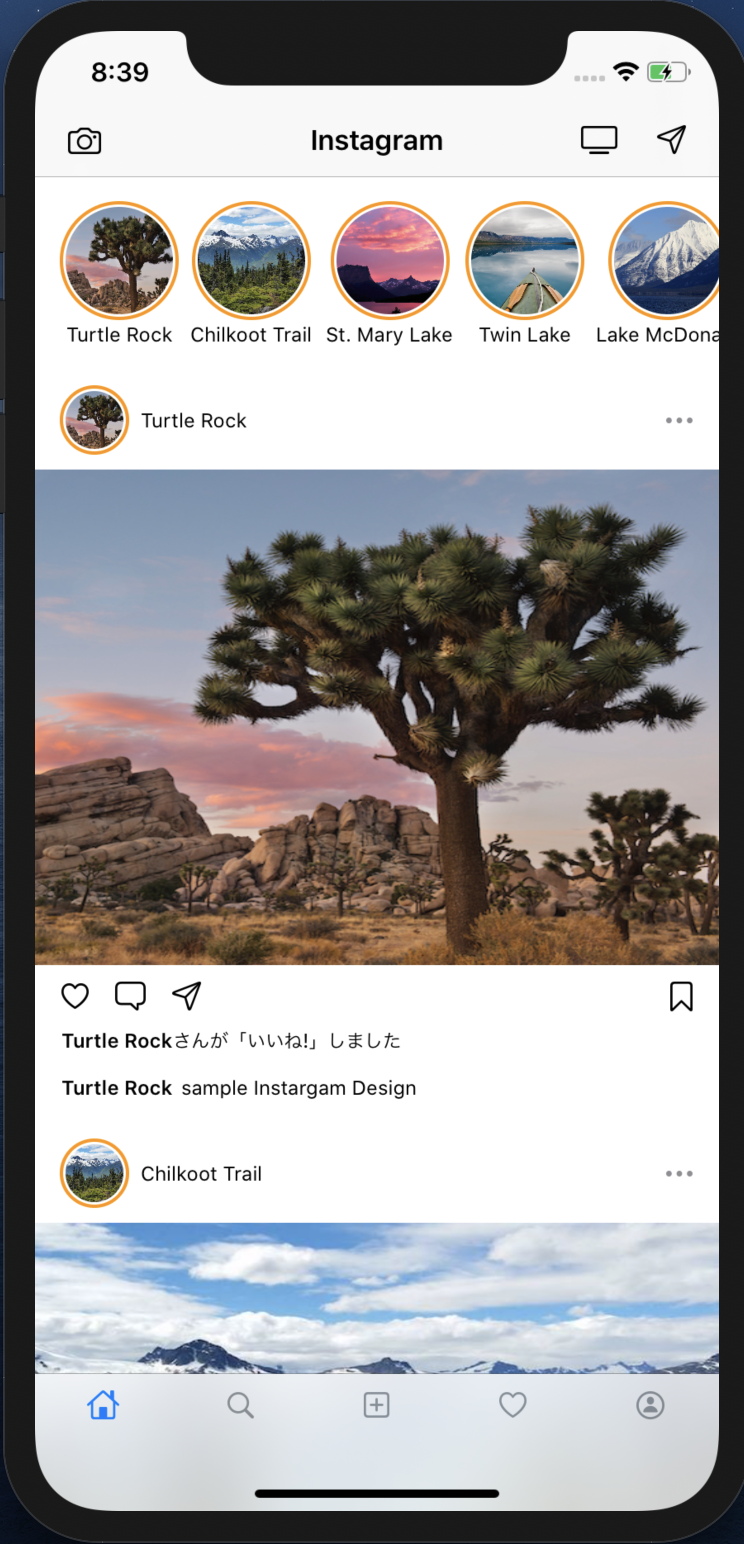 8:39
Instagram
Turtle Rock Chilkoot Trail St. Mary Lake Twin Lake Lake McDona
Turtle Rock
Turtle Rockさんが「いいね!」しました
Turtle Rock sample Instargam Design
Chilkoot Trail